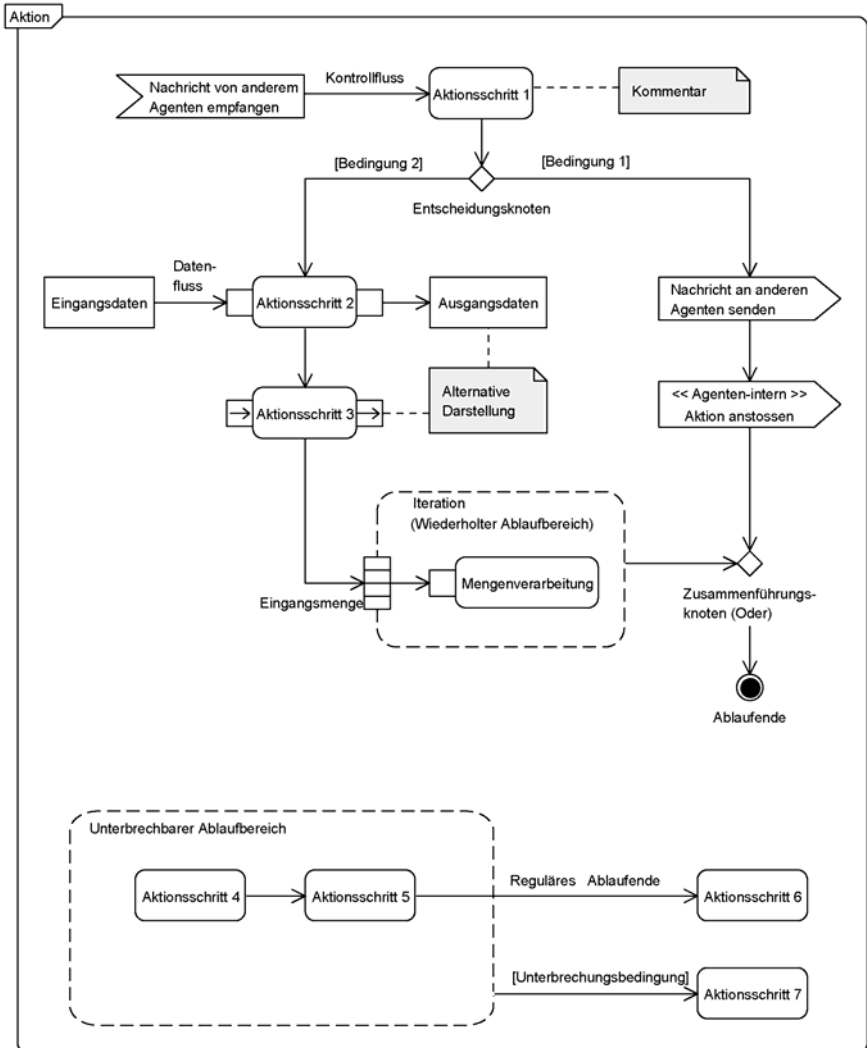 Aktion
Nachricht von anderem
Agenten empfangen
Kontrollfluss
Aktionsschritt 1
Kommentar
[Bedingung 2]
[Bedingung 1]
Entscheidungsknoten
Eingangsdaten
Daten-
fluss
Aktionsschritt 2
Ausgangsdaten
Nachricht an anderen
Agenten senden
Aktionsschritt 3
Alternative
Darstellung
<< Agenten-intern >>
Aktion anstossen
Iteration
(Wiederholter Ablaufbereich)
Eingangsmenge
Mengenverarbeitung
Zusammenführungs-
knoten (Oder)
Ablaufende
Unterbrechbarer Ablaufbereich
Aktionsschritt 4
Aktionsschritt 5
Reguläres Ablaufende
Aktionsschritt 6
[Unterbrechungsbedingung]
Aktionsschritt 7